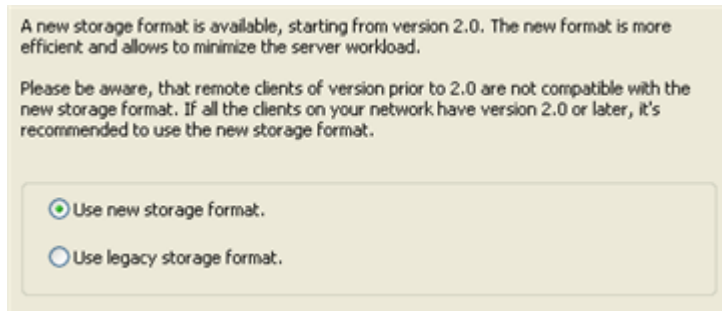 A new storage format is available, starting from version 2.0. The new format is more
efficient and allows to minimize the server workload.
Please be aware, that remote clients of version prior to 2.0 are not compatible with the
new storage format. If all the clients on your network have version 2.0 or later, it's
recommended to use the new storage format.
Use new storage format.
Use legacy storage format.